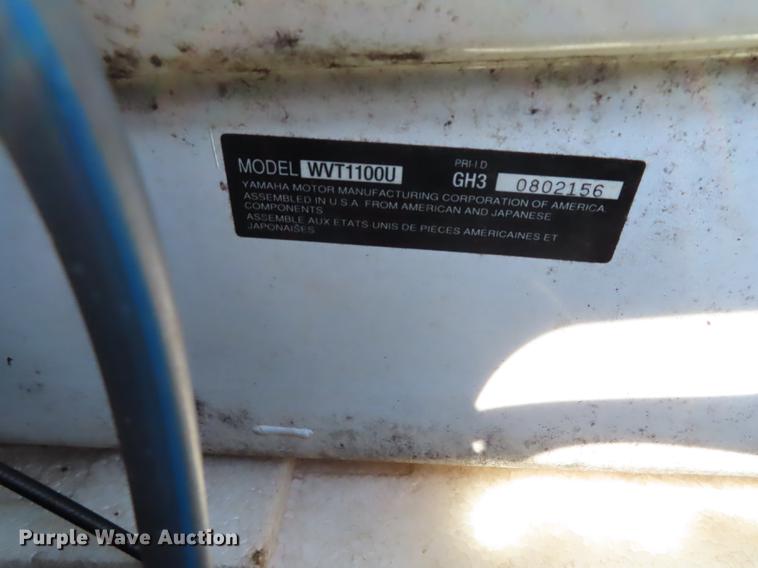 MODEL WVT1100U
PRI-I.D
GH3 0802156
YAMAHA MOTOR MANUFACTURING CORPORATION OF AMERICA
ASSEMBLED IN U.S.A. FROM AMERICAN AND JAPANESE
COMPONENTS
ASSEMBLE AUX ETATS UNIS DE PIECES AMÉRICAINES ET
JAPONAISES
Purple Wave Auction